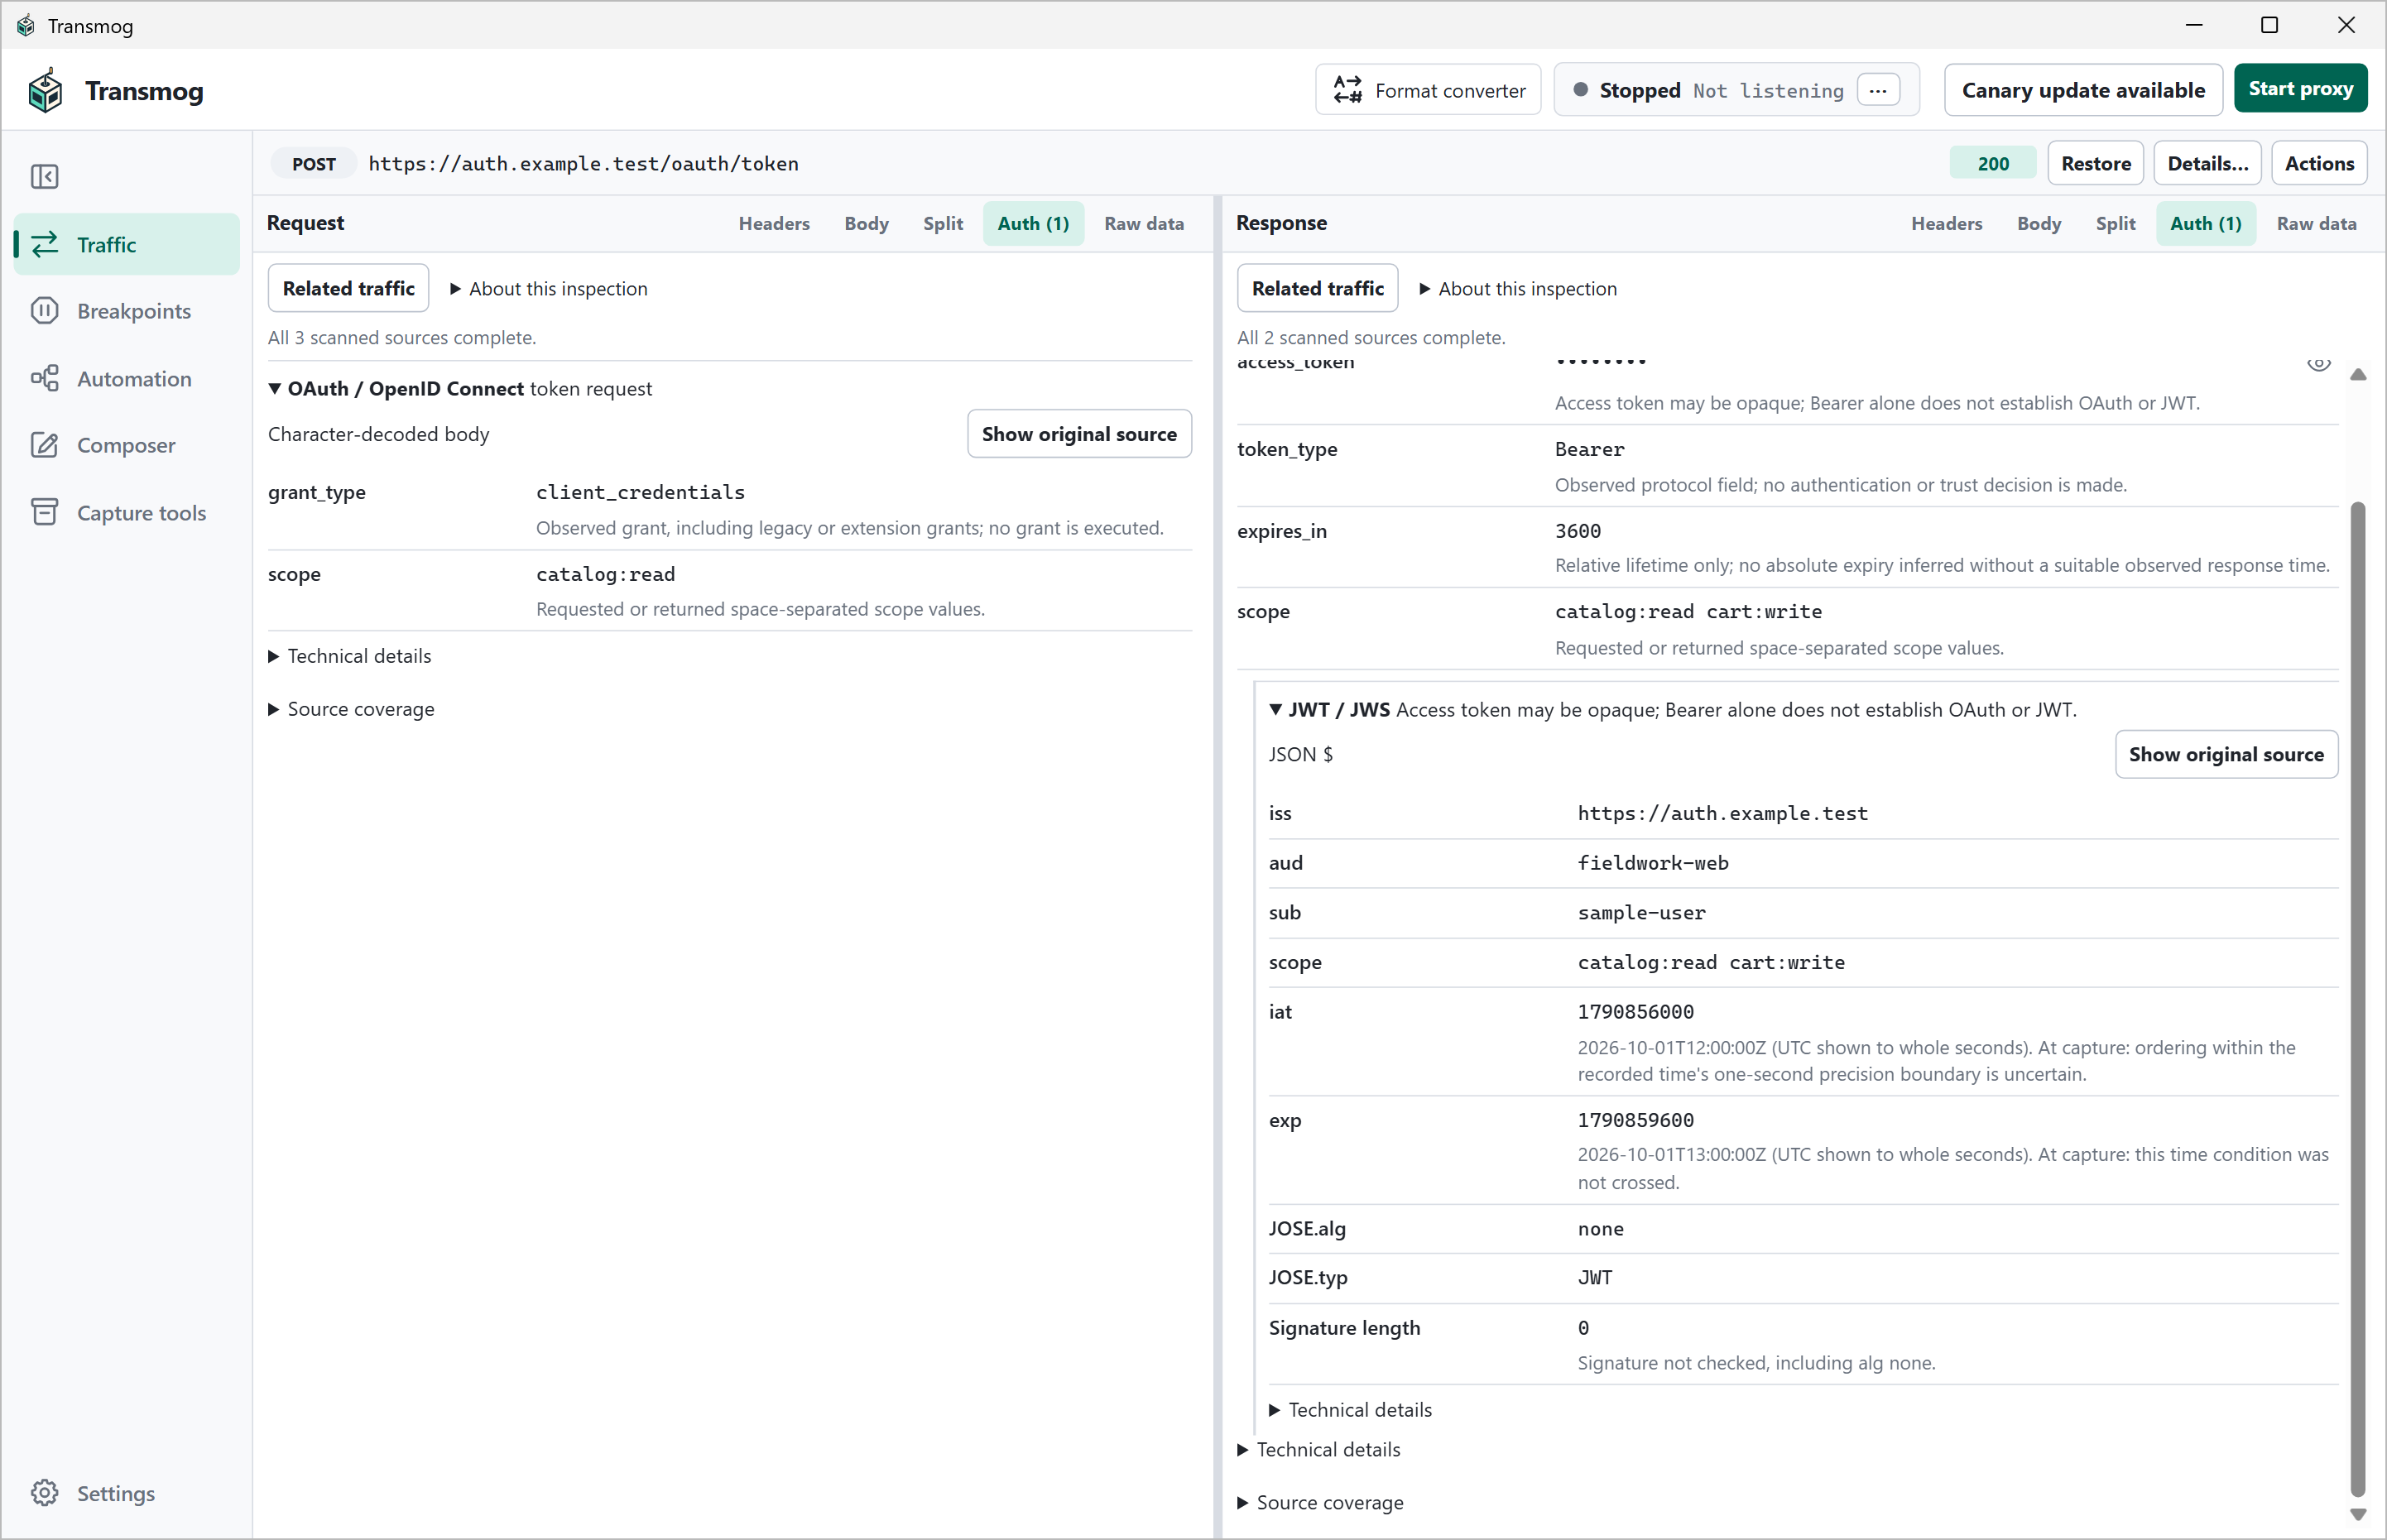 Transmog
Transmog
Format converter
Stopped Not listening ...
Canary update available
Start proxy
POST https://auth.example.test/oauth/token
200
Restore
Details...
Actions
Traffic
Breakpoints
Automation
Composer
Capture tools
Settings
Request
Headers Body Split Auth (1) Raw data
Related traffic
About this inspection
All 3 scanned sources complete.
OAuth / OpenID Connect token request
Character-decoded body
Show original source
grant_type client_credentials
Observed grant, including legacy or extension grants; no grant is executed.
scope catalog:read
Requested or returned space-separated scope values.
Technical details
Source coverage
Response
Headers Body Split Auth (1) Raw data
Related traffic
About this inspection
All 2 scanned sources complete.
access_token ••••••••
Access token may be opaque; Bearer alone does not establish OAuth or JWT.
token_type Bearer
Observed protocol field; no authentication or trust decision is made.
expires_in 3600
Relative lifetime only; no absolute expiry inferred without a suitable observed response time.
scope catalog:read cart:write
Requested or returned space-separated scope values.
JWT / JWS Access token may be opaque; Bearer alone does not establish OAuth or JWT.
JSON $
Show original source
iss https://auth.example.test
aud fieldwork-web
sub sample-user
scope catalog:read cart:write
iat 1790856000
2026-10-01T12:00:00Z (UTC shown to whole seconds). At capture: ordering within the
recorded time's one-second precision boundary is uncertain.
exp 1790859600
2026-10-01T13:00:00Z (UTC shown to whole seconds). At capture: this time condition was
not crossed.
JOSE.alg none
JOSE.typ JWT
Signature length 0
Signature not checked, including alg none.
Technical details
Technical details
Source coverage